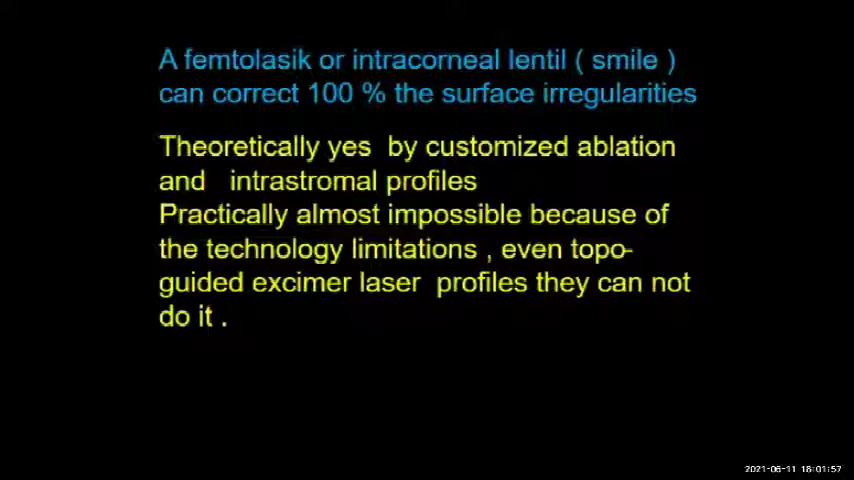 A femtolasik or intracorneal lentil ( smile )
can correct 100 % the surface irregularities
Theoretically yes by customized ablation
and intrastromal profiles
Practically almost impossible because of
the technology limitations , even topo-
guided excimer laser profiles they can not
do it .
2021-06-11 18:01:57